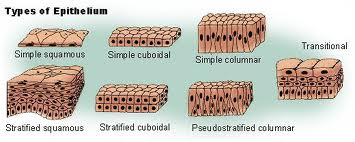 Types of Epithelium
Simple squamous
Simple cuboidal
Simple columnar
Transitional
Stratified squamous
Stratified cuboidal
Pseudostratified columnar